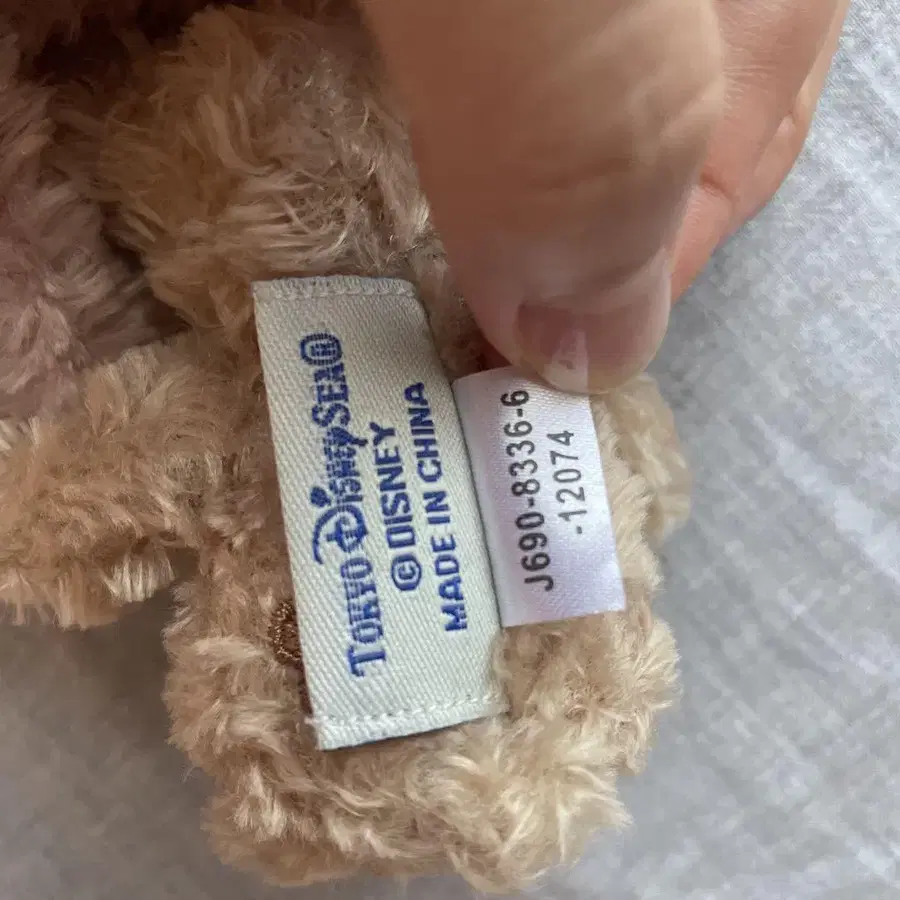 TOKYO DISNEY SEA®
© DISNEY
MADE IN CHINA
J690-8336-6
-12074